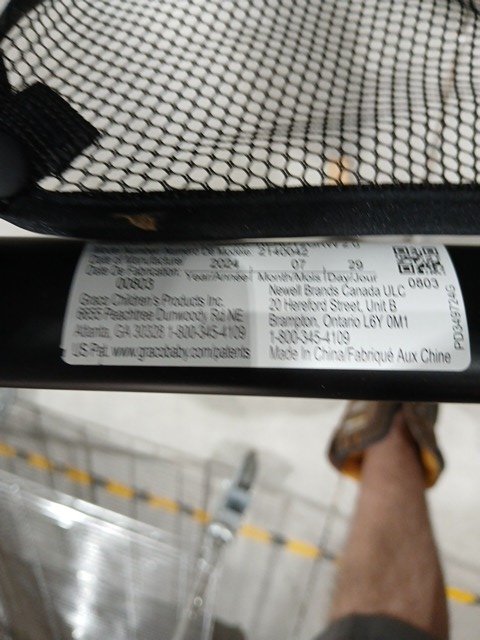 Numéro De Modèle: 2140042
Date of Manufacture 2024 07 29
Date De Fabrication: Year/Année Month/Mois Day/Jour
00803
0803
Graco Children's Products Inc.
6655 Peachtree Dunwoody Rd NE
Atlanta, GA 30328 1-800-345-4109
US Pat. www.gracobaby.com/patents
Newell Brands Canada ULC
20 Hereford Street, Unit B
Brampton, Ontario L6Y 0M1
1-800-345-4109
Made In China/Fabriqué Aux Chine
PD349724G